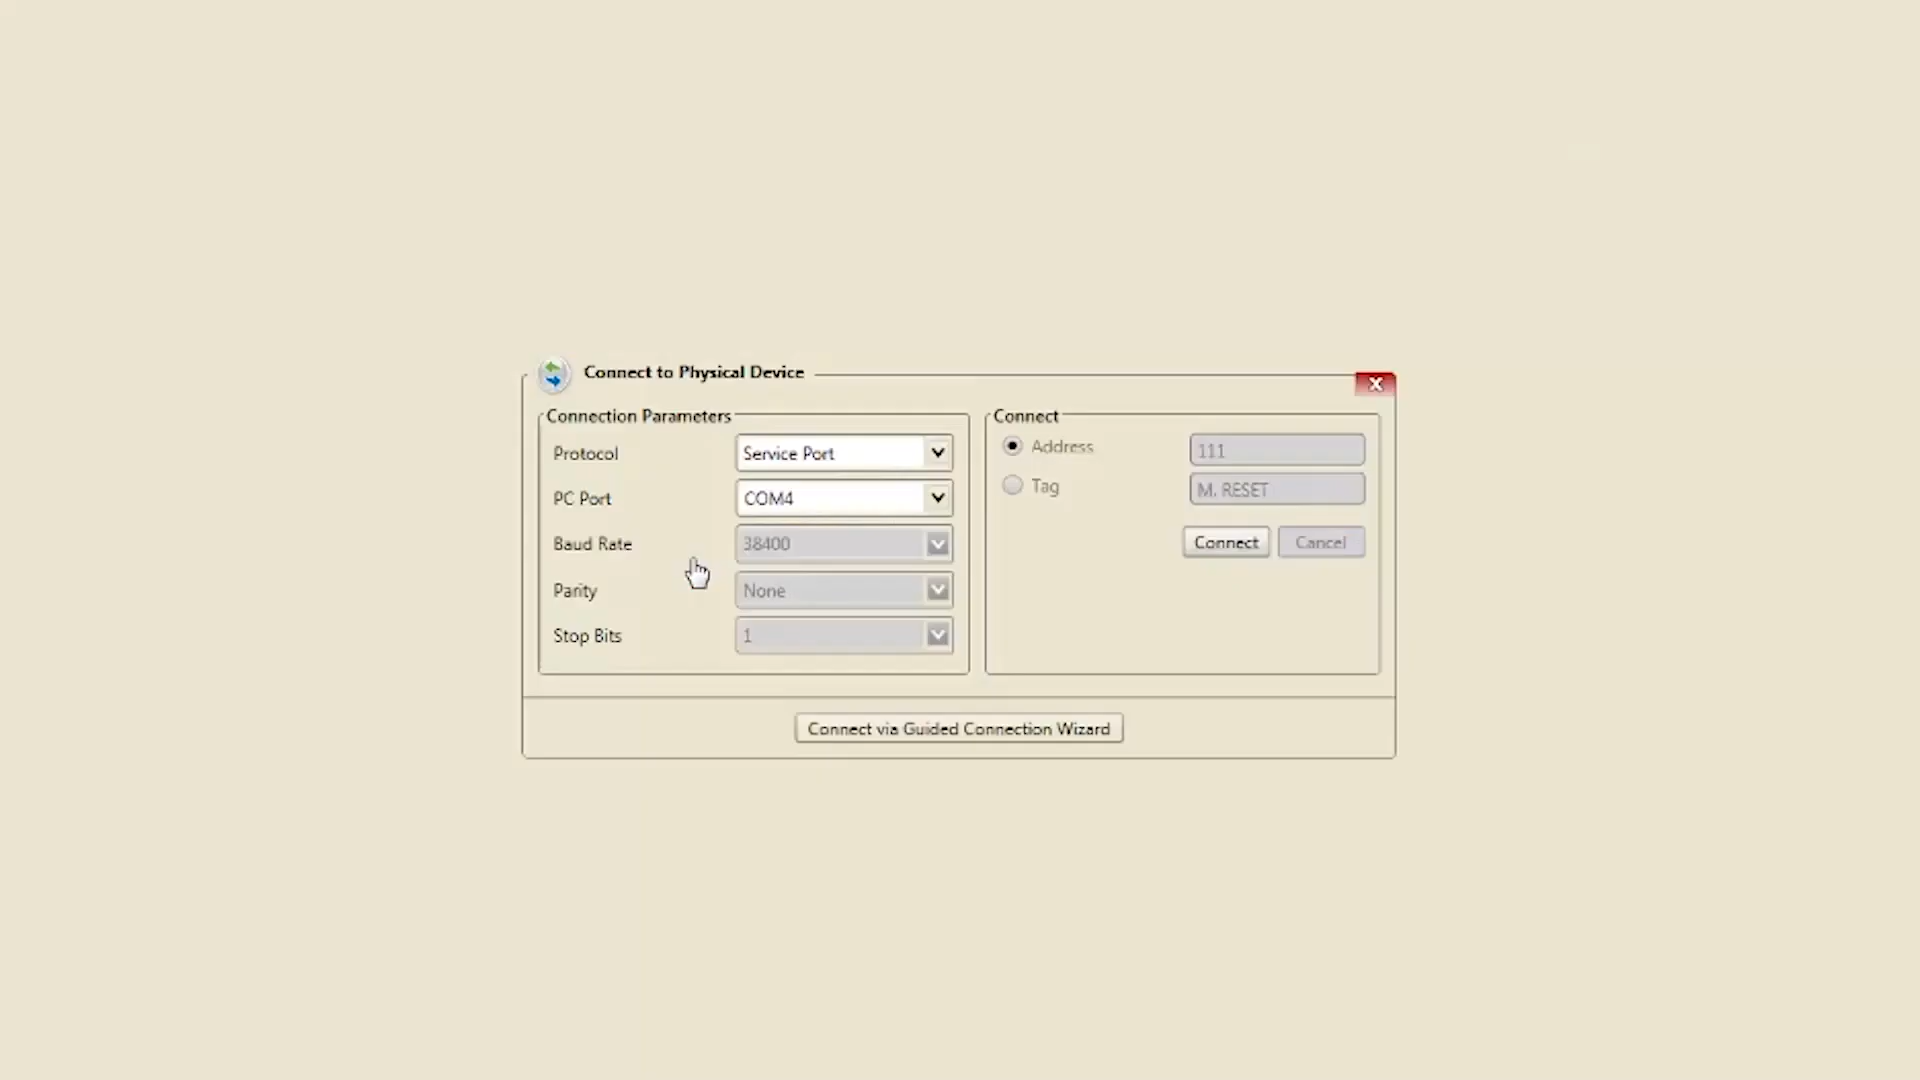 Connect to Physical Device
Connection Parameters
Protocol
Service Port
PC Port
COM4
Baud Rate
38400
Parity
None
Stop Bits
1
Connect
Address
111
Tag
M. RESET
Connect
Cancel
Connect via Guided Connection Wizard